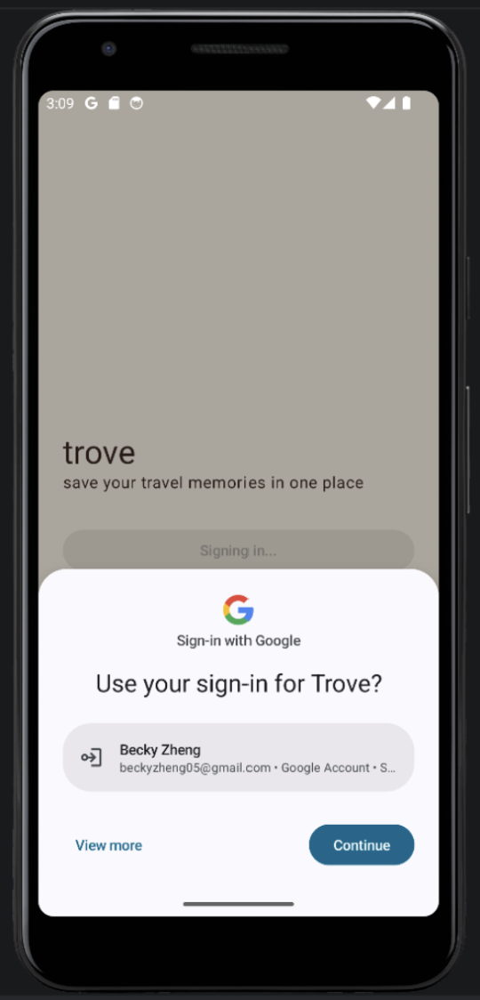 3:09
trove
save your travel memories in one place
Signing in...
Sign-in with Google
Use your sign-in for Trove?
Becky Zheng
beckyzheng05@gmail.com • Google Account • S...
View more
Continue